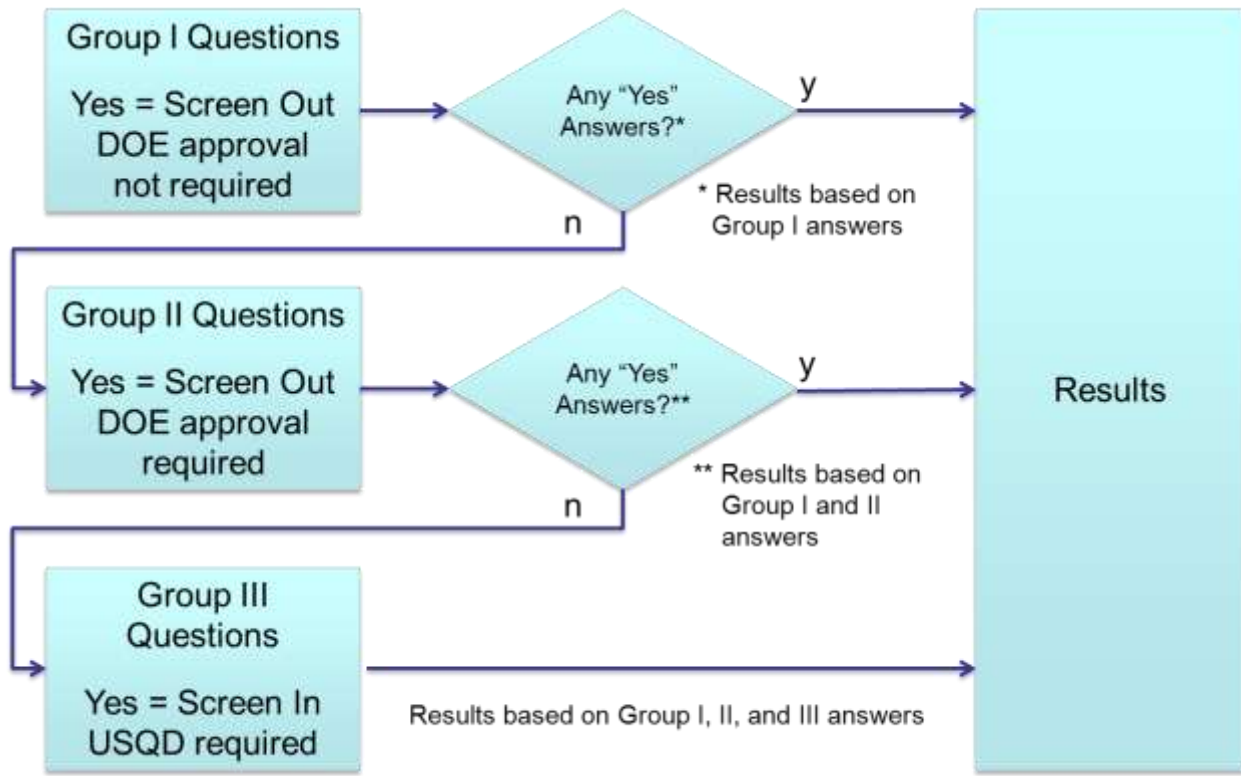 Group I Questions
Yes = Screen Out
DOE approval
not required
Any “Yes”
Answers?*
y
* Results based on
Group I answers
n
Group II Questions
Yes = Screen Out
DOE approval
required
Any “Yes”
Answers?**
y
** Results based on
Group I and II
answers
n
Group III
Questions
Yes = Screen In
USQD required
Results based on Group I, II, and III answers
Results